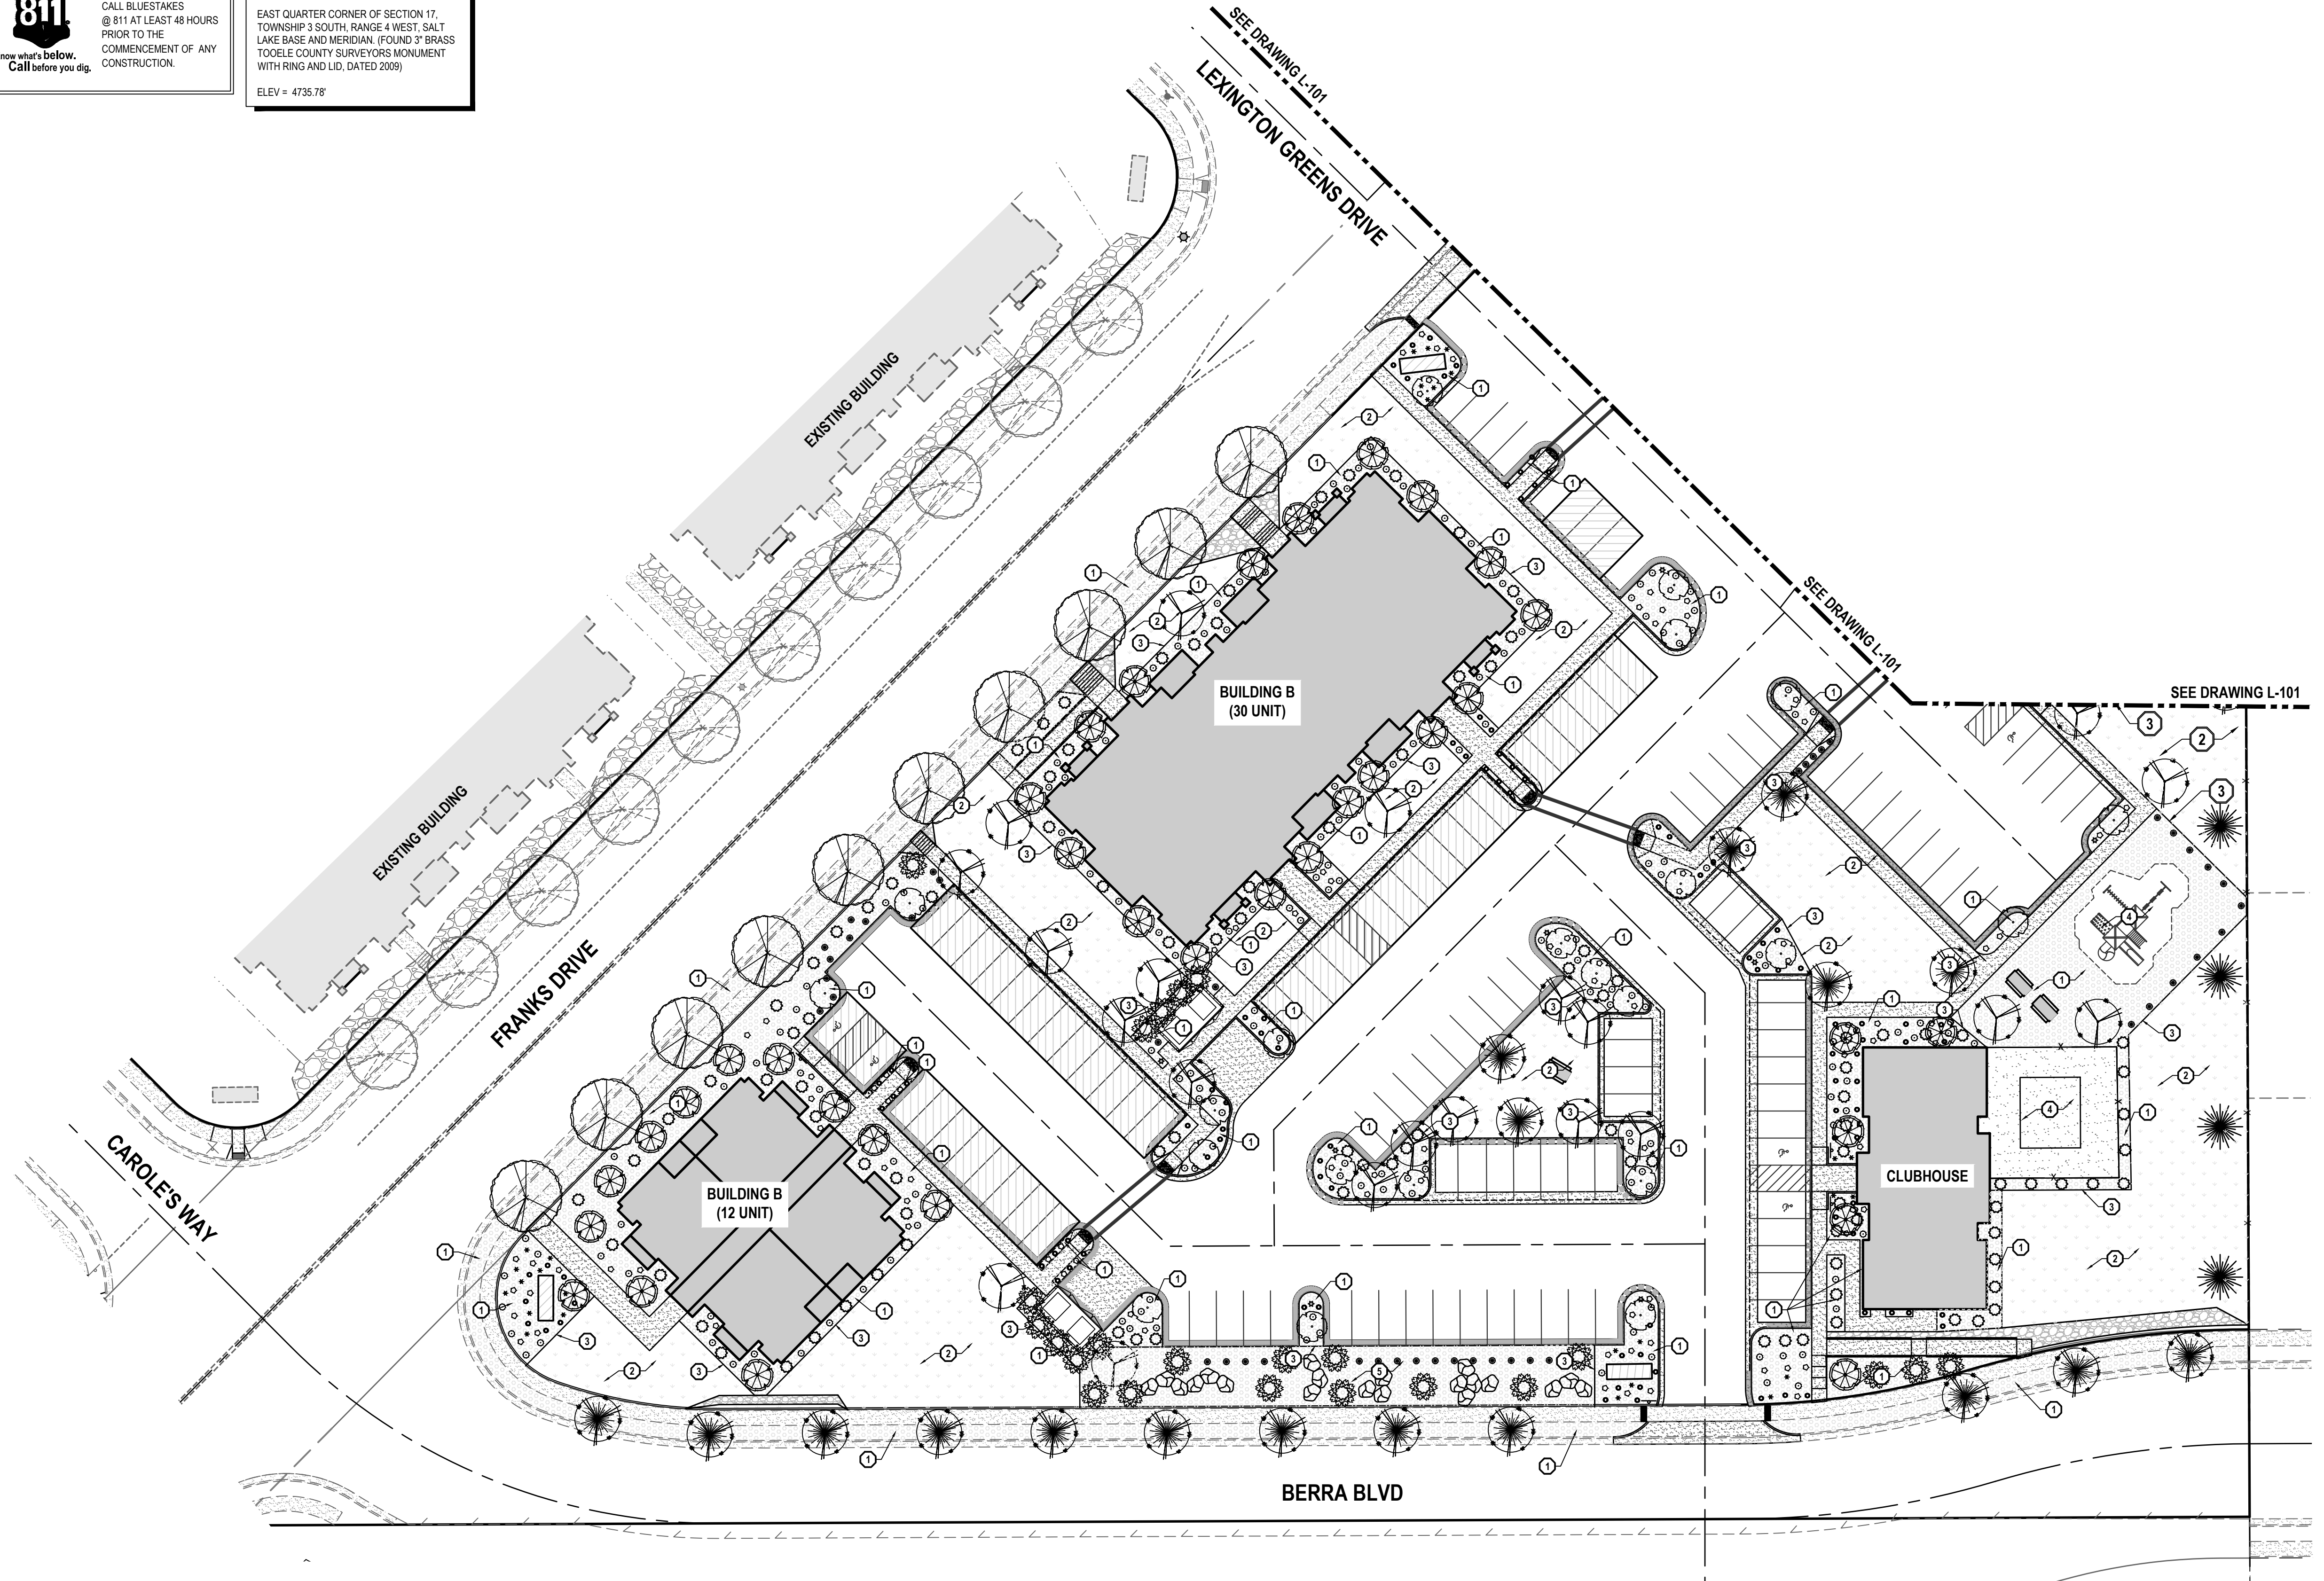 811
now what's below.
Call before you dig.
CALL BLUESTAKES
@ 811 AT LEAST 48 HOURS
PRIOR TO THE
COMMENCEMENT OF ANY
CONSTRUCTION.
EAST QUARTER CORNER OF SECTION 17,
TOWNSHIP 3 SOUTH, RANGE 4 WEST, SALT
LAKE BASE AND MERIDIAN. (FOUND 3" BRASS
TOOELE COUNTY SURVEYORS MONUMENT
WITH RING AND LID, DATED 2009)
ELEV = 4735.78'
SEE DRAWING L-101
LEXINGTON GREENS DRIVE
EXISTING BUILDING
SEE DRAWING L-101
SEE DRAWING L-101
BUILDING B
(30 UNIT)
EXISTING BUILDING
FRANKS DRIVE
CAROLE'S WAY
BUILDING B
(12 UNIT)
CLUBHOUSE
BERRA BLVD